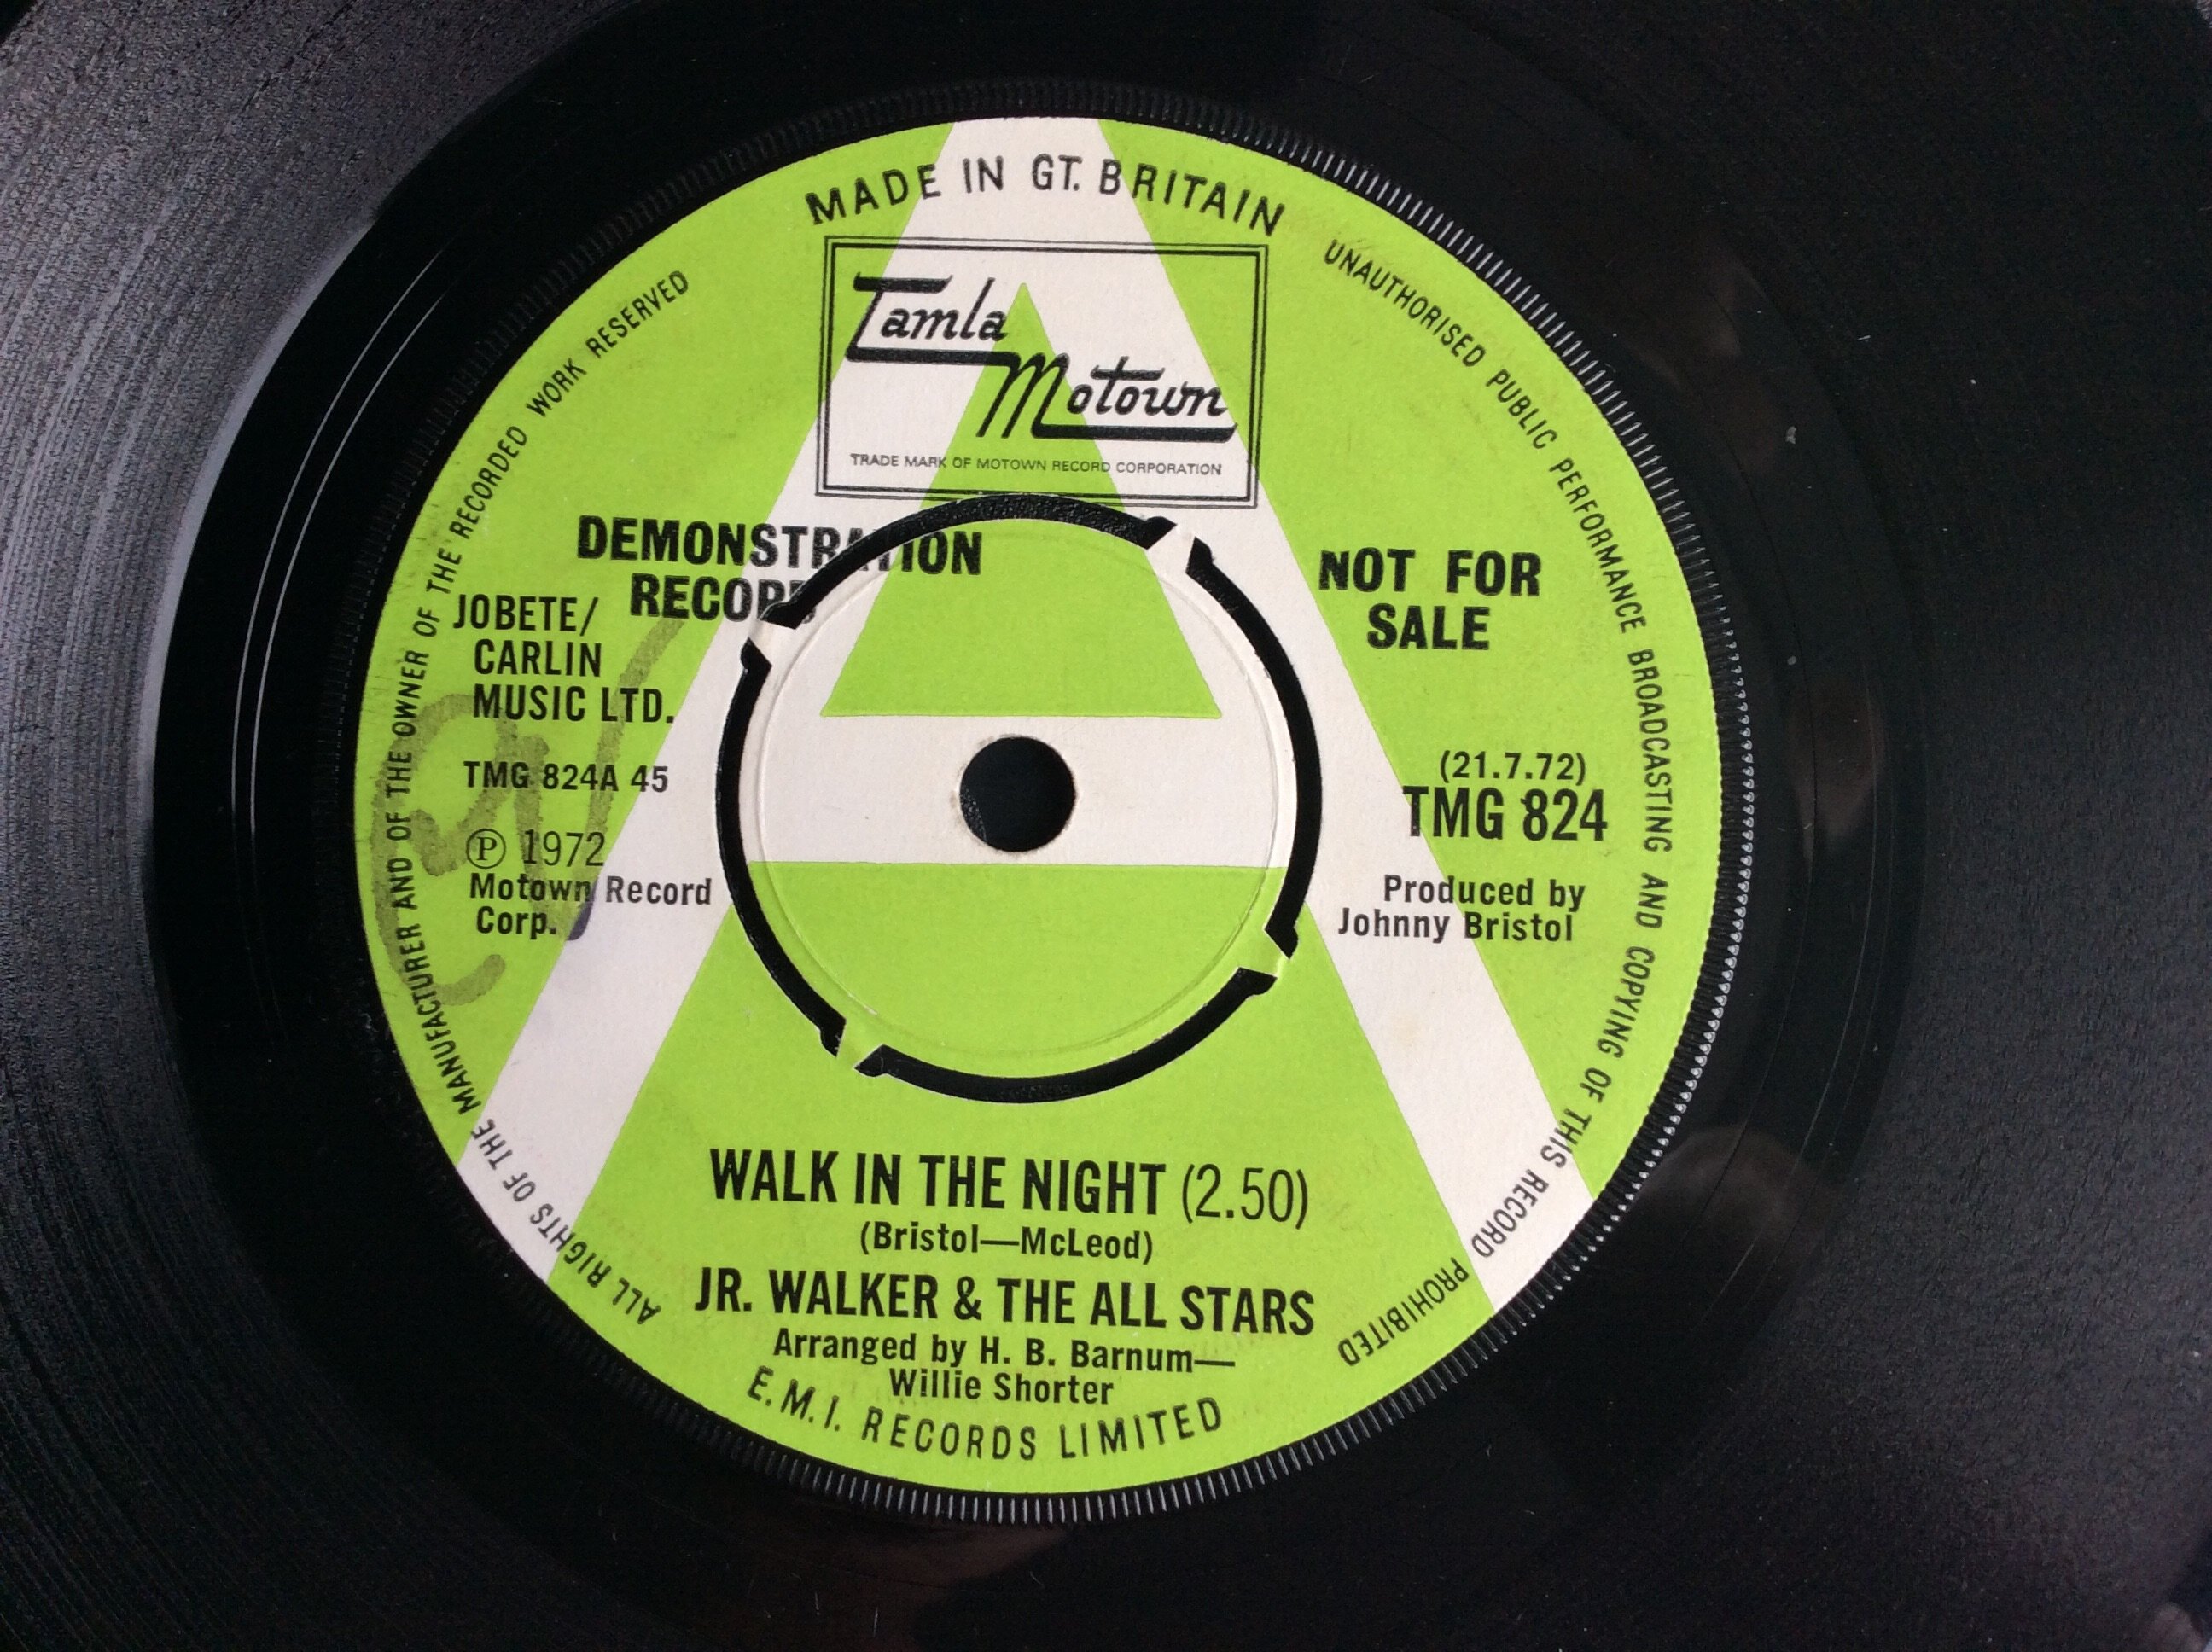 MADE IN GT. BRITAIN
Tamla
Motown
TRADE MARK OF MOTOWN RECORD CORPORATION
DEMONSTRATION
RECORD
NOT FOR
SALE
JOBETE/
CARLIN
MUSIC LTD.
TMG 824A 45
℗ 1972
Motown Record
Corp.
(21.7.72)
TMG 824
Produced by
Johnny Bristol
WALK IN THE NIGHT (2.50)
(Bristol—McLeod)
JR. WALKER & THE ALL STARS
Arranged by H. B. Barnum—
Willie Shorter
E.M.I. RECORDS LIMITED
ALL RIGHTS OF THE MANUFACTURER AND OF THE OWNER OF THE RECORDED WORK RESERVED
UNAUTHORISED PUBLIC PERFORMANCE BROADCASTING AND COPYING OF THIS RECORD PROHIBITED